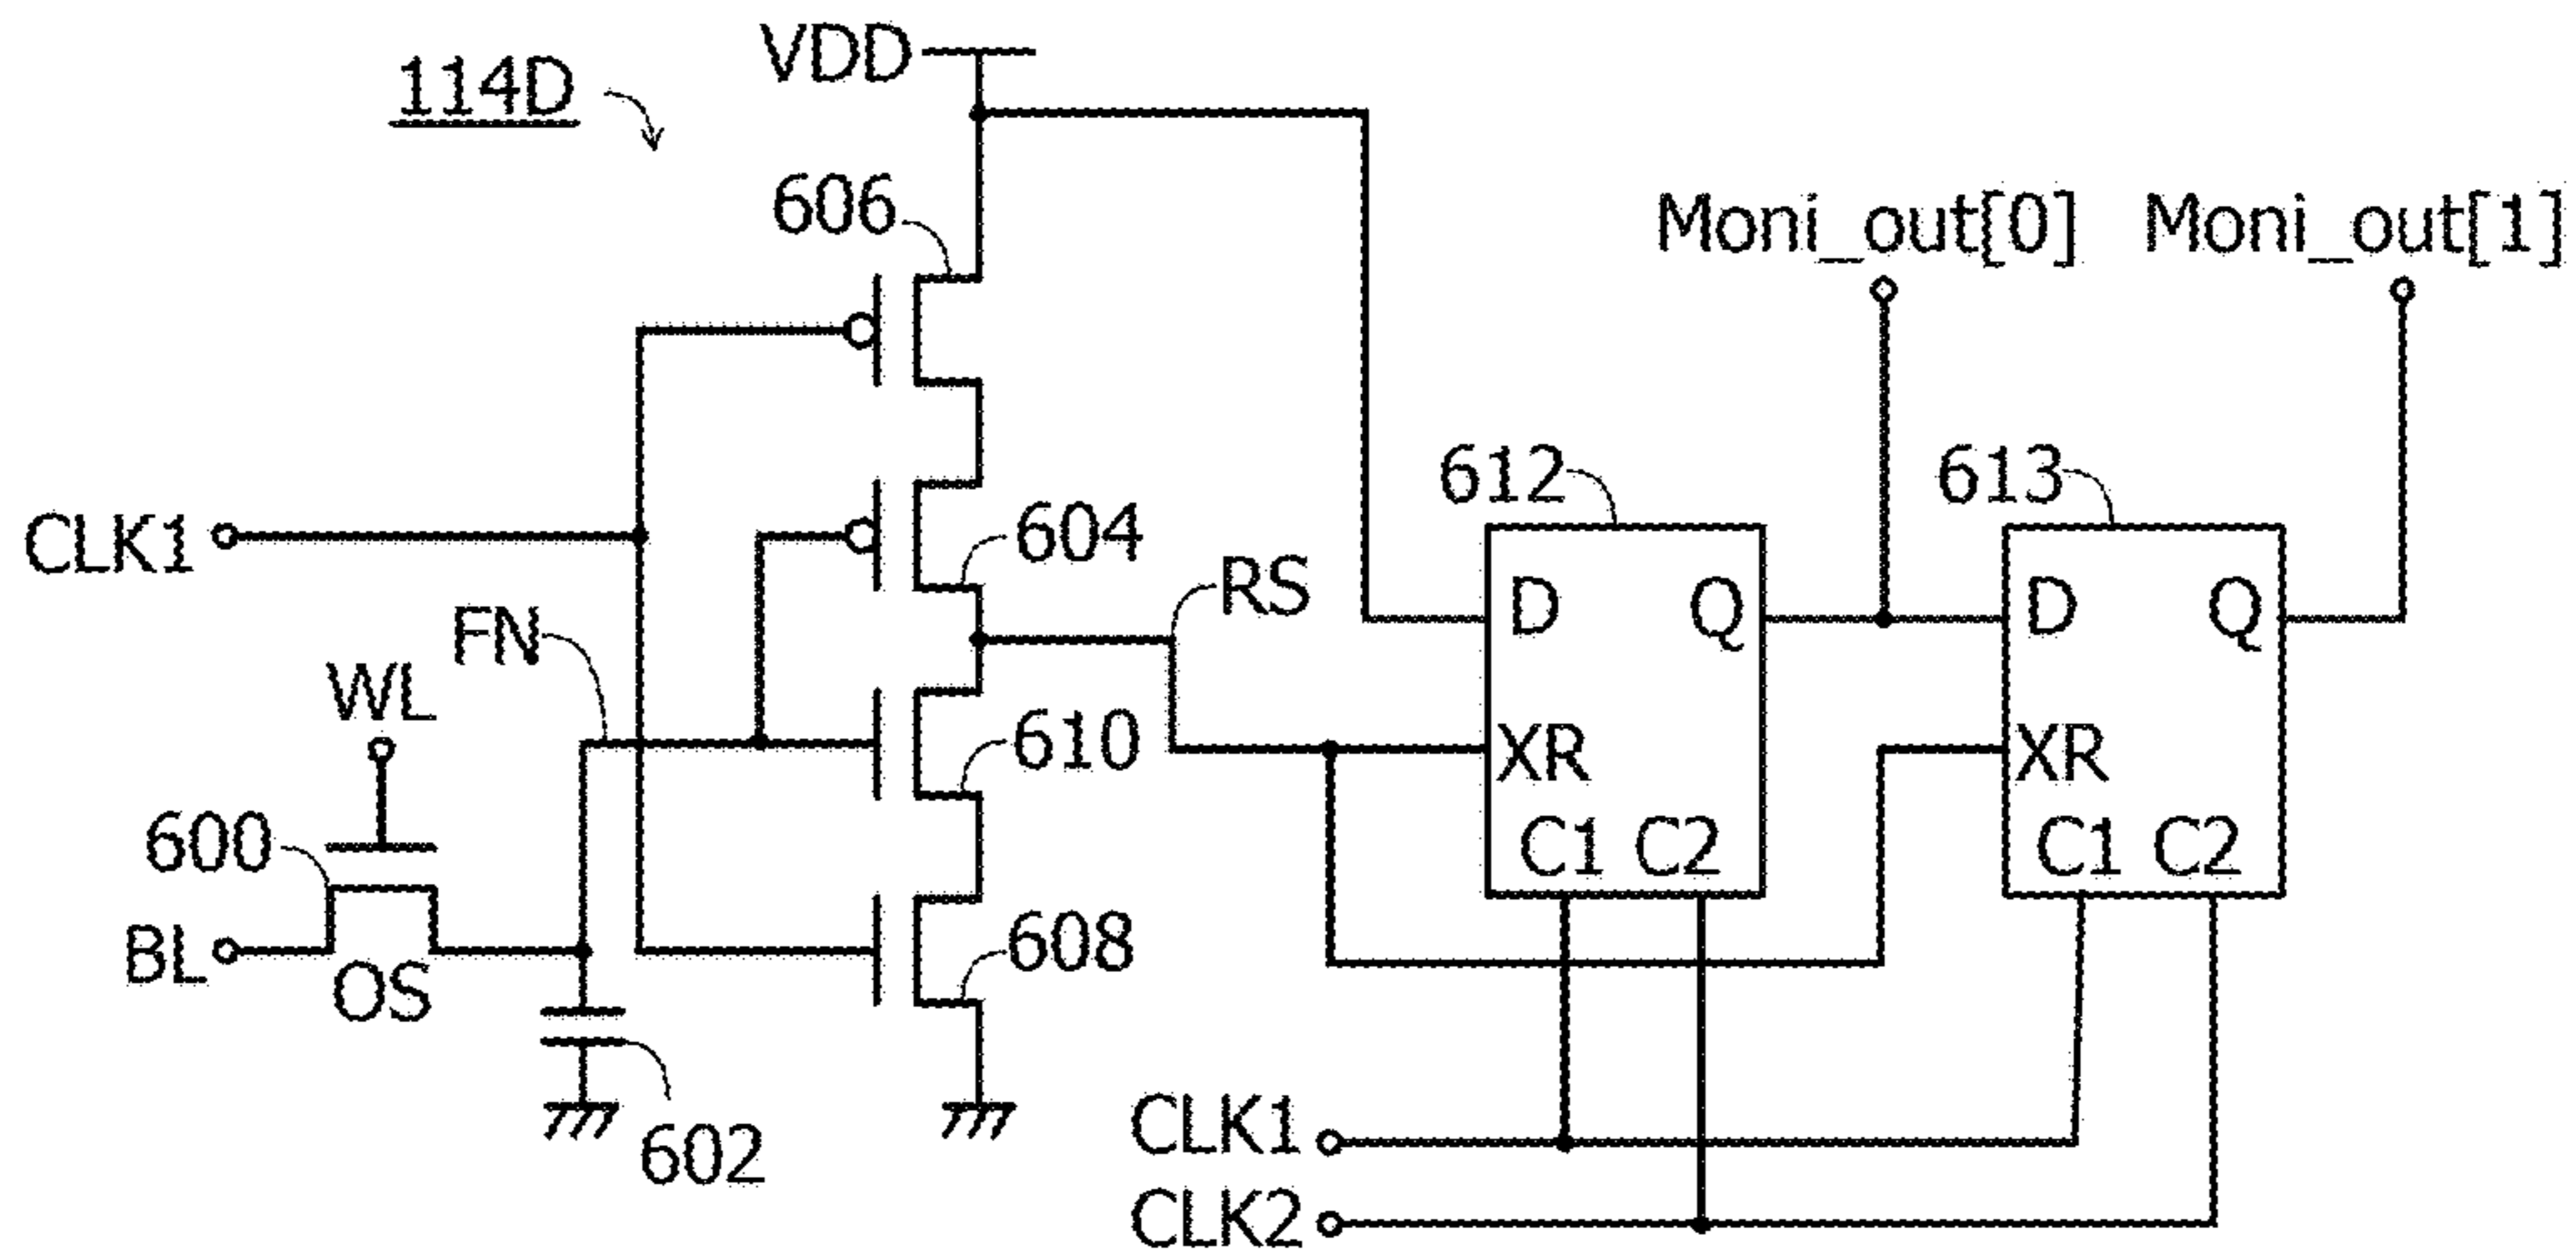 VDD
114D
606
Moni_out[0]
Moni_out[1]
612
613
CLK1
604
RS
FN
D
Q
D
Q
WL
610
XR
XR
600
C1
C2
C1
C2
BL
OS
608
602
CLK1
CLK2